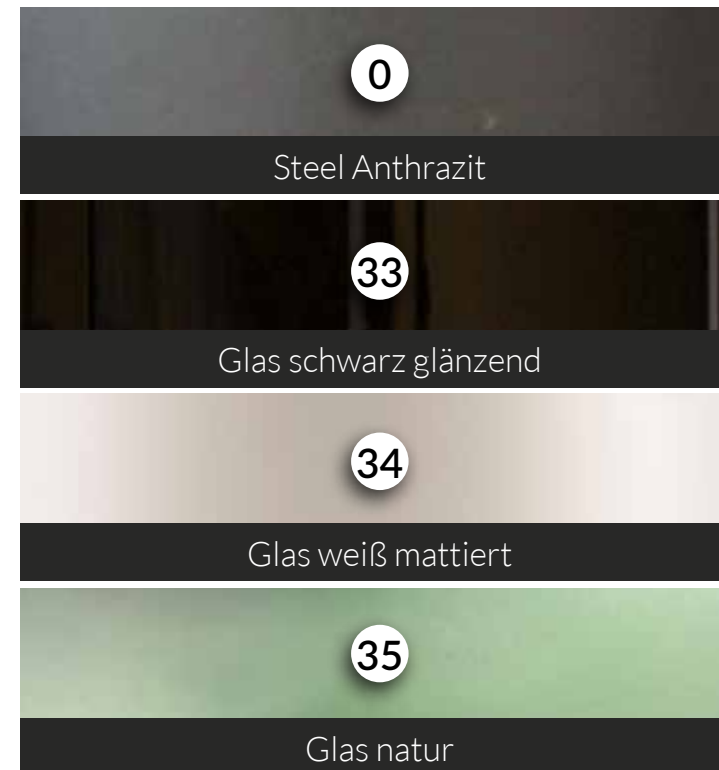 0
Steel Anthrazit
33
Glas schwarz glänzend
34
Glas weiß mattiert
35
Glas natur